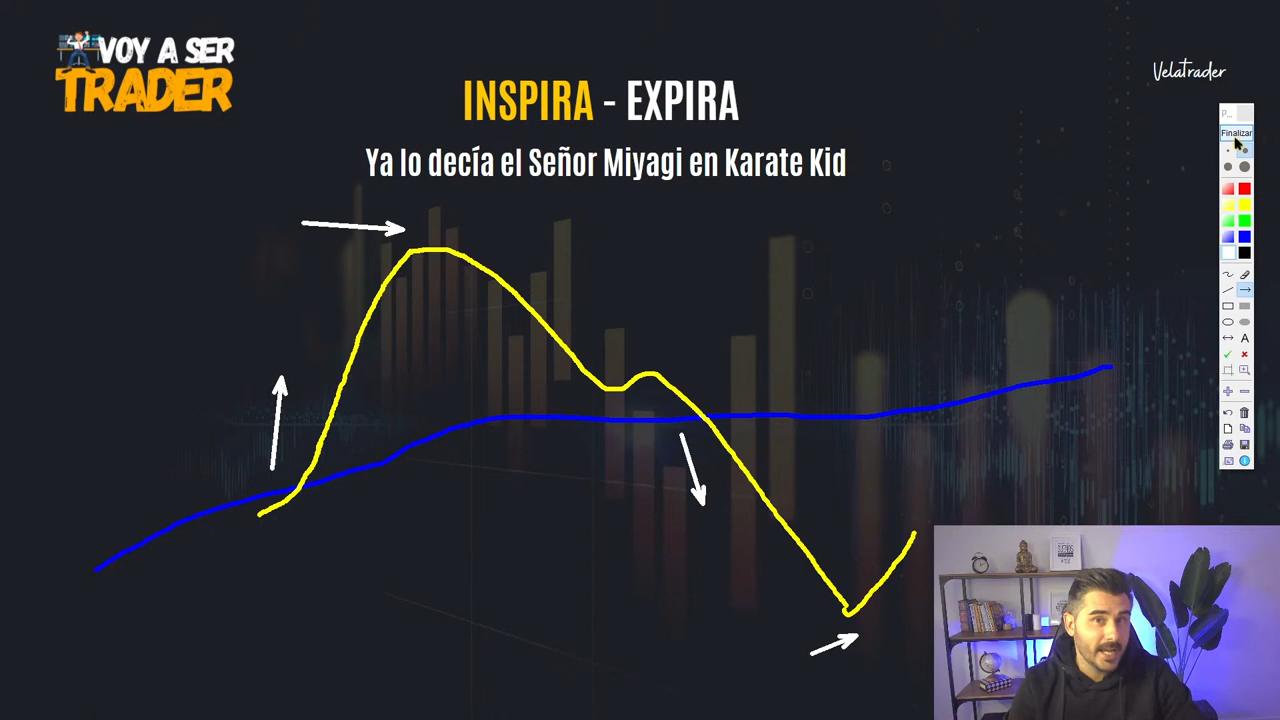 VOY A SER
TRADER
Velatrader
INSPIRA - EXPIRA
Ya lo decía el Señor Miyagi en Karate Kid
P...
Finalizar
A